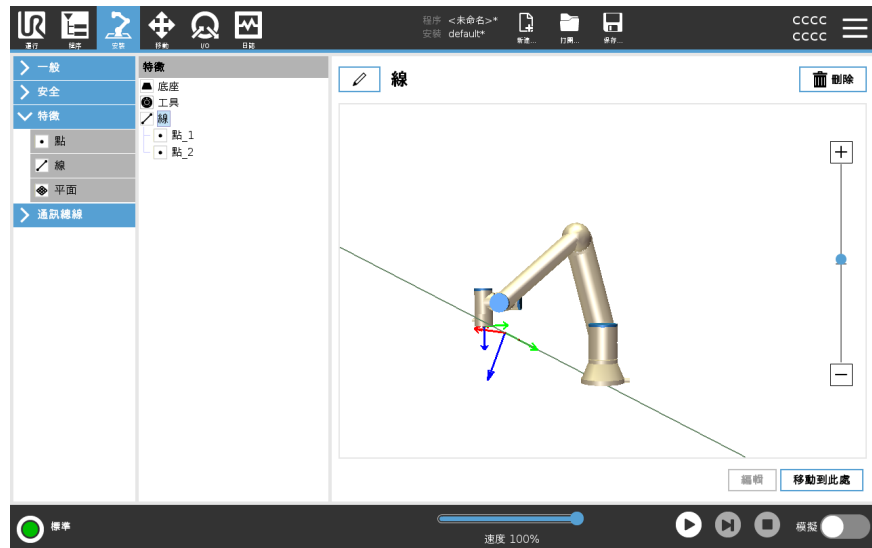 UR
運行
程序
安裝
移動
I/O
日誌
程序 <未命名>*
安裝 default*
新建...
打開...
保存...
cccc
cccc
一般
安全
特徵
點
線
平面
通訊總線
特徵
底座
工具
線
點_1
點_2
線
刪除
編輯
移動到此處
標準
速度 100%
模擬